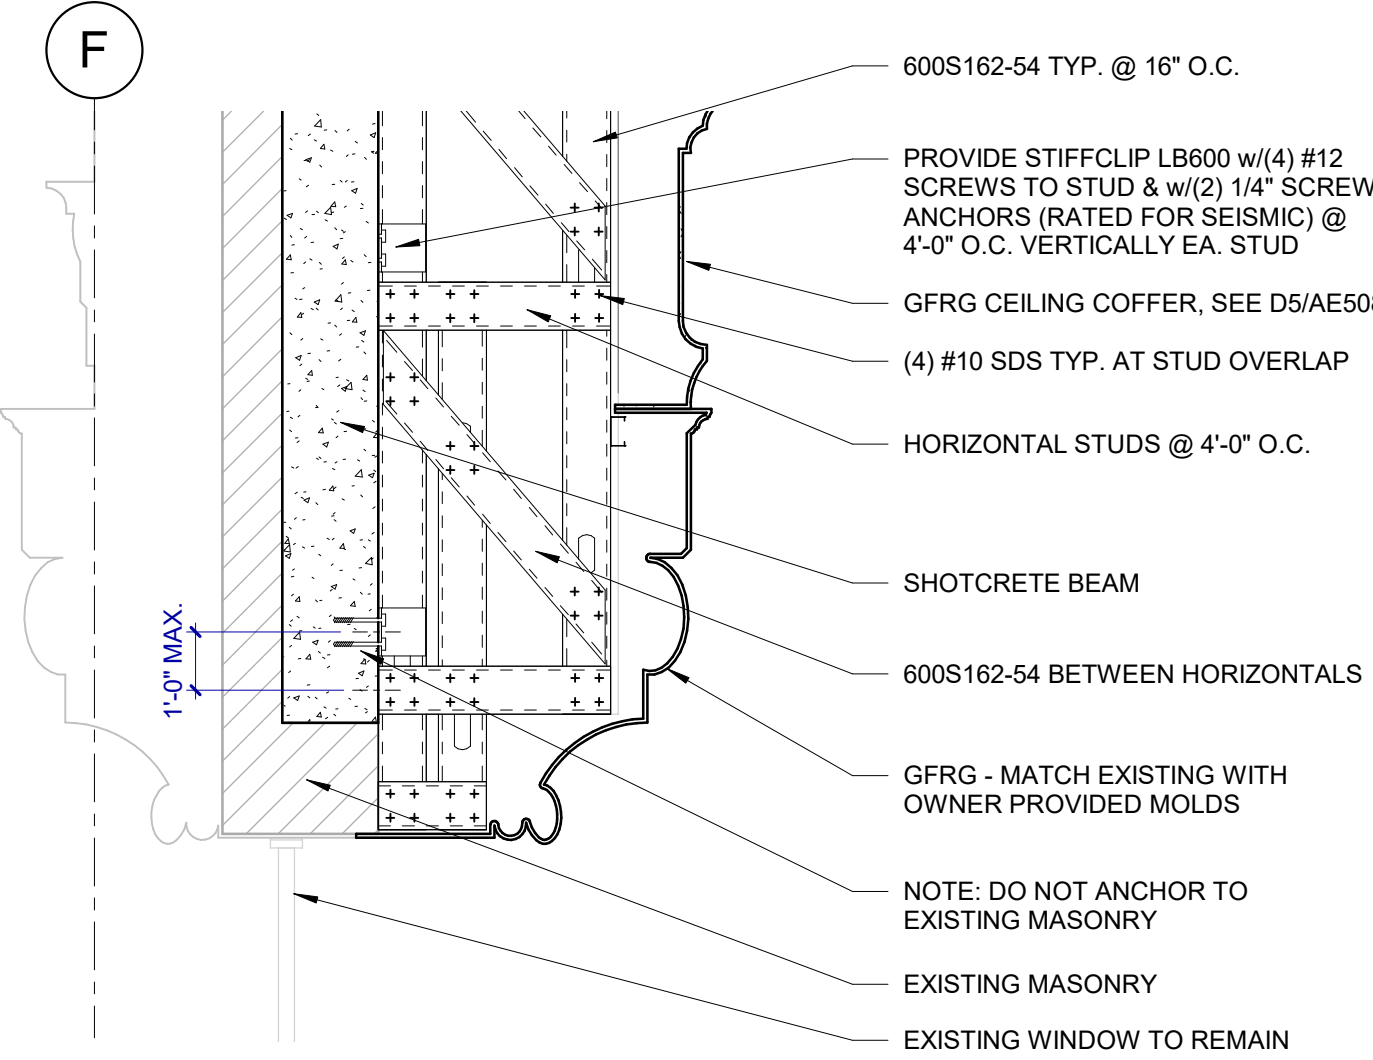 F
600S162-54 TYP. @ 16" O.C.
PROVIDE STIFFCLIP LB600 w/(4) #12
SCREWS TO STUD & w/(2) 1/4" SCREW
ANCHORS (RATED FOR SEISMIC) @
4'-0" O.C. VERTICALLY EA. STUD
GFRG CEILING COFFER, SEE D5/AE508
(4) #10 SDS TYP. AT STUD OVERLAP
HORIZONTAL STUDS @ 4'-0" O.C.
SHOTCRETE BEAM
1'-0" MAX.
600S162-54 BETWEEN HORIZONTALS
GFRG - MATCH EXISTING WITH
OWNER PROVIDED MOLDS
NOTE: DO NOT ANCHOR TO
EXISTING MASONRY
EXISTING MASONRY
EXISTING WINDOW TO REMAIN